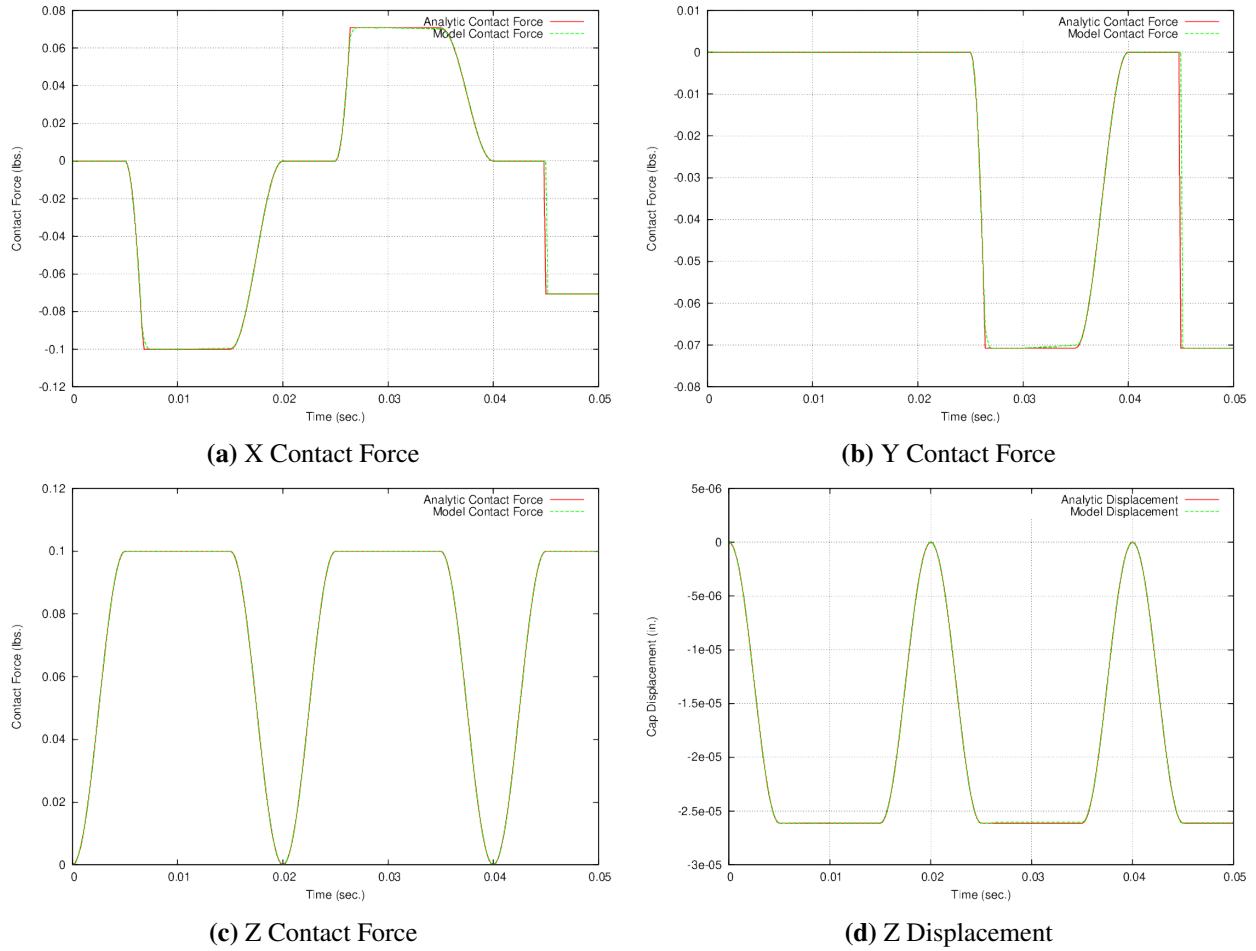 0.08
0.06
0.04
0.02
0
-0.02
-0.04
-0.06
-0.08
-0.1
-0.12
Contact Force (lbs.)
Analytic Contact Force
Model Contact Force
0 0.01 0.02 0.03 0.04 0.05
Time (sec.)
(a) X Contact Force
0.01
0
-0.01
-0.02
-0.03
-0.04
-0.05
-0.06
-0.07
-0.08
Contact Force (lbs.)
Analytic Contact Force
Model Contact Force
0 0.01 0.02 0.03 0.04 0.05
Time (sec.)
(b) Y Contact Force
0.12
0.1
0.08
0.06
0.04
0.02
0
Contact Force (lbs.)
Analytic Contact Force
Model Contact Force
0 0.01 0.02 0.03 0.04 0.05
Time (sec.)
(c) Z Contact Force
5e-06
0
-5e-06
-1e-05
-1.5e-05
-2e-05
-2.5e-05
-3e-05
Cap Displacement (in.)
Analytic Displacement
Model Displacement
0 0.01 0.02 0.03 0.04 0.05
Time (sec.)
(d) Z Displacement